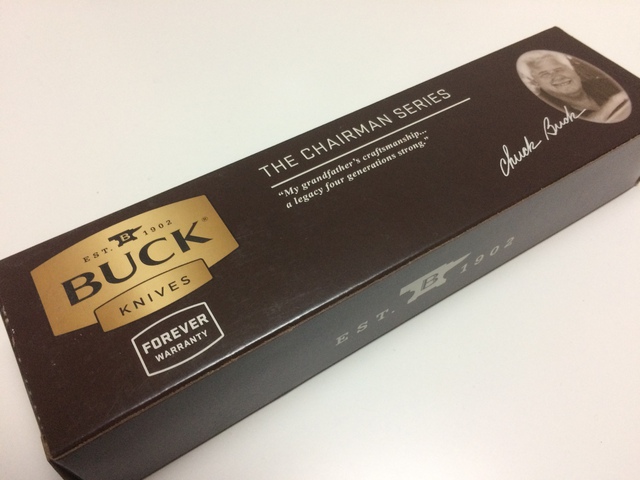 THE CHAIRMAN SERIES
"My grandfather's craftsmanship...
a legacy four generations strong."
Chuck Buck
EST. B 1902
BUCK®
KNIVES
FOREVER
WARRANTY
EST. B 1902